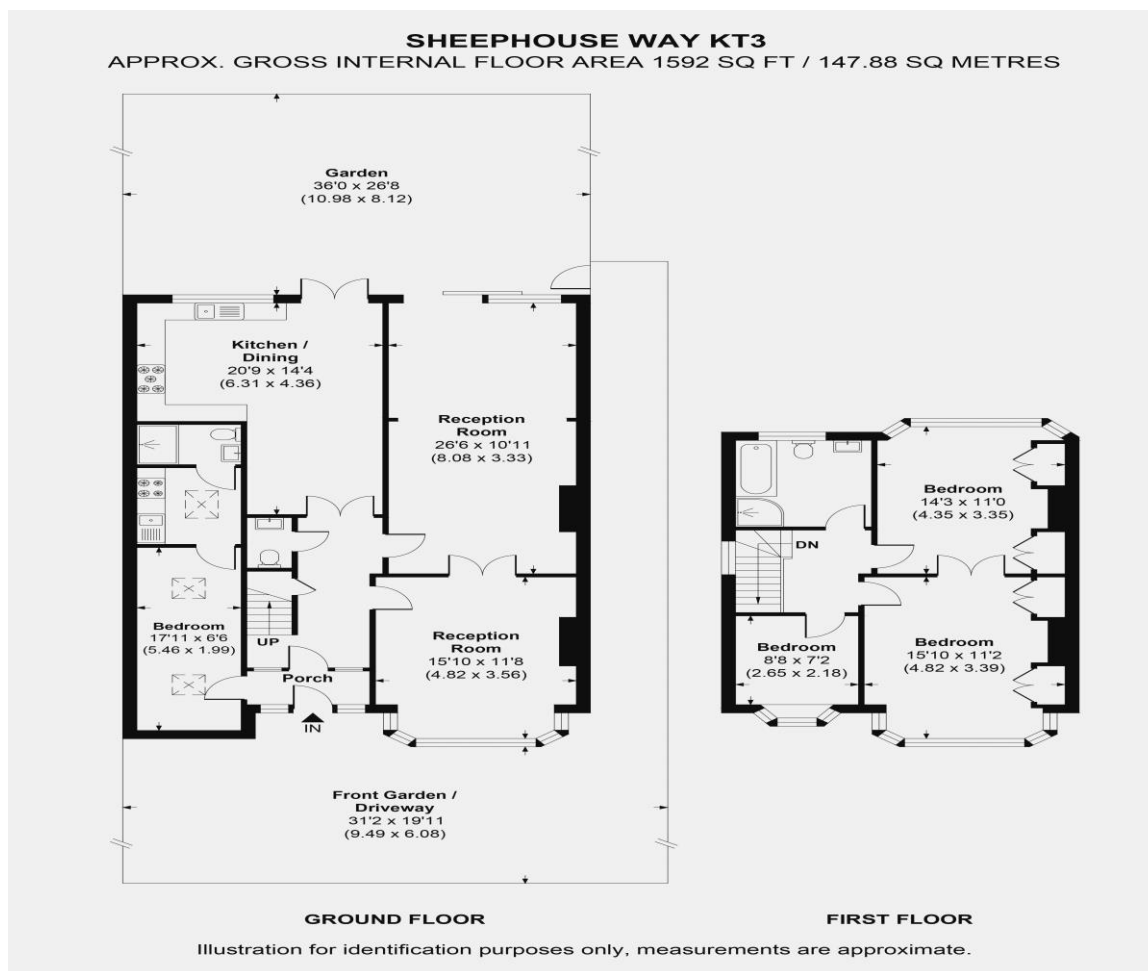 SHEEPHOUSE WAY KT3
APPROX. GROSS INTERNAL FLOOR AREA 1592 SQ FT / 147.88 SQ METRES
Garden
36'0 x 26'8
(10.98 x 8.12)
Kitchen /
Dining
20'9 x 14'4
(6.31 x 4.36)
Reception
Room
26'6 x 10'11
(8.08 x 3.33)
Bedroom
17'11 x 6'6
(5.46 x 1.99)
UP
Porch
IN
Reception
Room
15'10 x 11'8
(4.82 x 3.56)
Front Garden /
Driveway
31'2 x 19'11
(9.49 x 6.08)
Bedroom
14'3 x 11'0
(4.35 x 3.35)
DN
Bedroom
8'8 x 7'2
(2.65 x 2.18)
Bedroom
15'10 x 11'2
(4.82 x 3.39)
GROUND FLOOR
FIRST FLOOR
Illustration for identification purposes only, measurements are approximate.